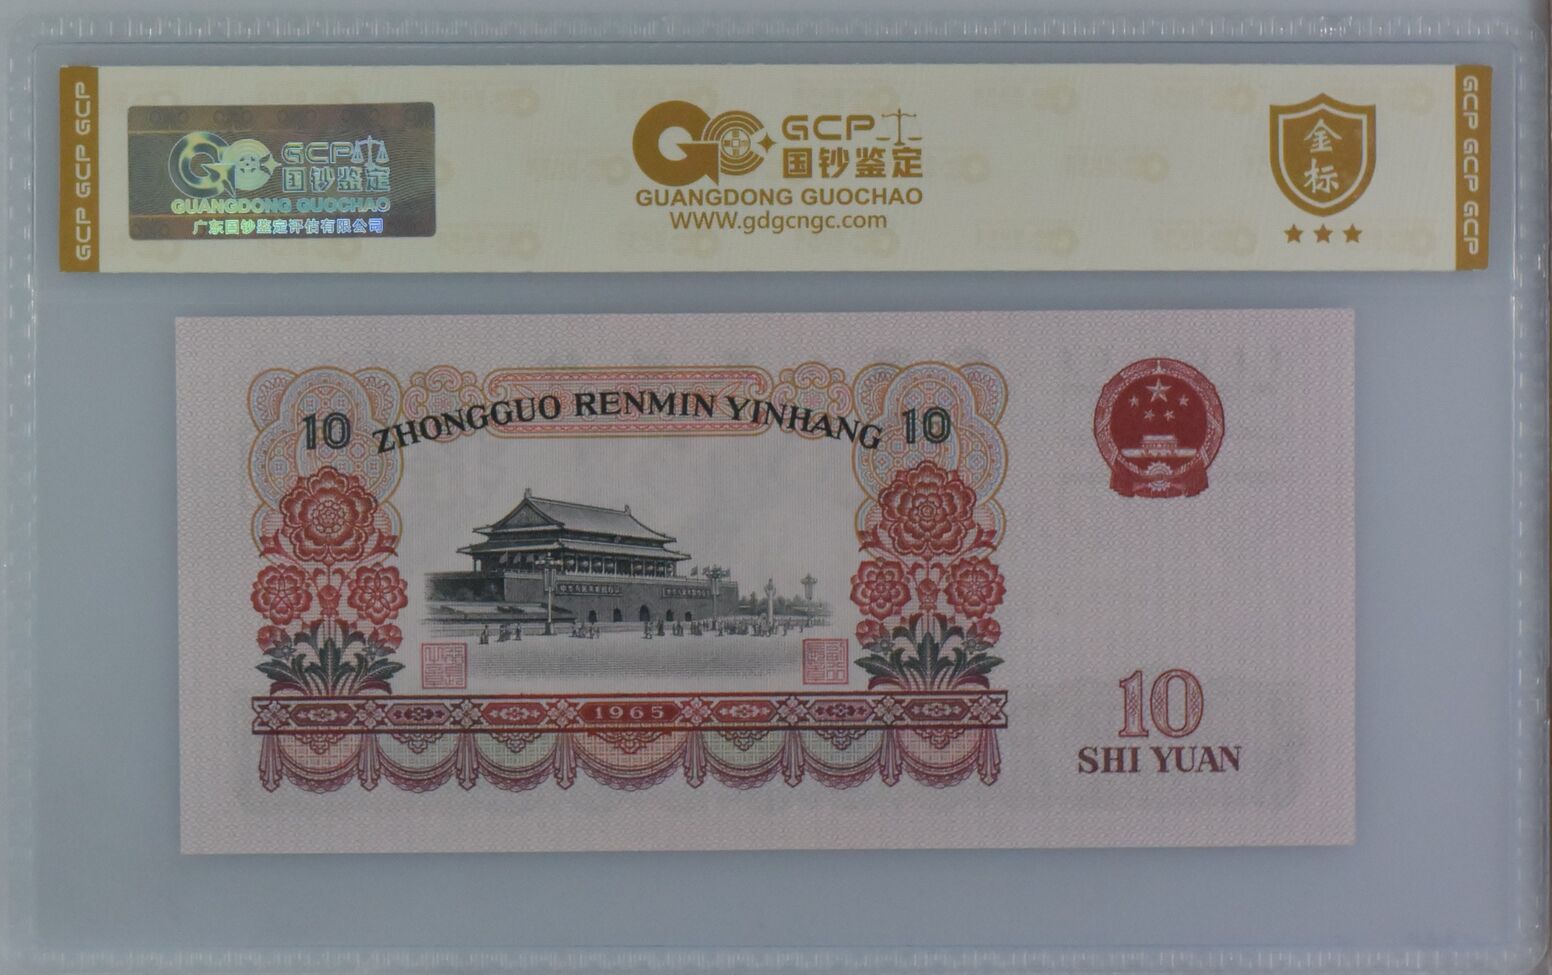 GCP GCP GCP
GCP
国钞鉴定
GUANGDONG GUOCHAO
广东国钞鉴定评估有限公司
GCP
国钞鉴定
GUANGDONG GUOCHAO
WWW.gdgcngc.com
金标
GCP GCP GCP
10 ZHONGGUO RENMIN YINHANG 10
1965
10
SHI YUAN